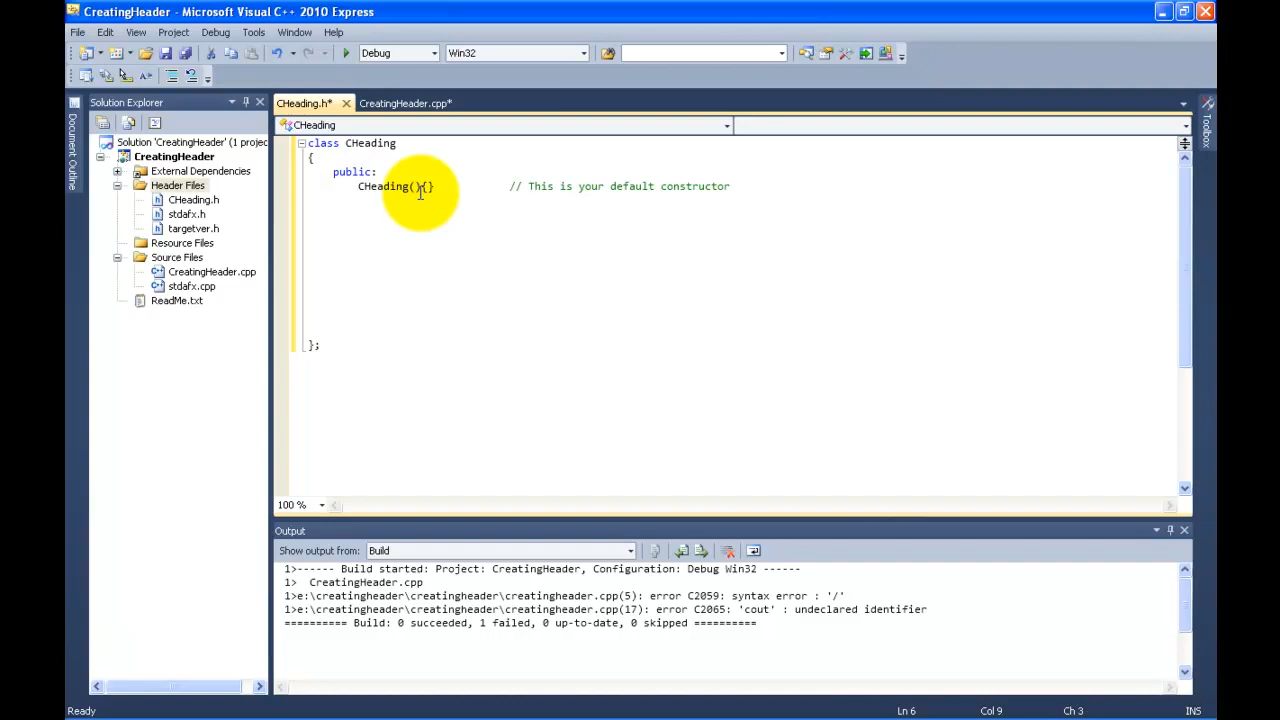 CreatingHeader - Microsoft Visual C++ 2010 Express
File Edit View Project Debug Tools Window Help
Debug Win32
Solution Explorer
CHeading.h* CreatingHeader.cpp*
CHeading
Document Outline
Toolbox
Solution 'CreatingHeader' (1 projec
CreatingHeader
External Dependencies
Header Files
CHeading.h
stdafx.h
targetver.h
Resource Files
Source Files
CreatingHeader.cpp
stdafx.cpp
ReadMe.txt
class CHeading
{
public:
CHeading(){} // This is your default constructor
};
100 %
Output
Show output from: Build
1>------ Build started: Project: CreatingHeader, Configuration: Debug Win32 ------
1> CreatingHeader.cpp
1>e:\creatingheader\creatingheader\creatingheader.cpp(5): error C2059: syntax error : '/'
1>e:\creatingheader\creatingheader\creatingheader.cpp(17): error C2065: 'cout' : undeclared identifier
========== Build: 0 succeeded, 1 failed, 0 up-to-date, 0 skipped ==========
Ready Ln 6 Col 9 Ch 3 INS